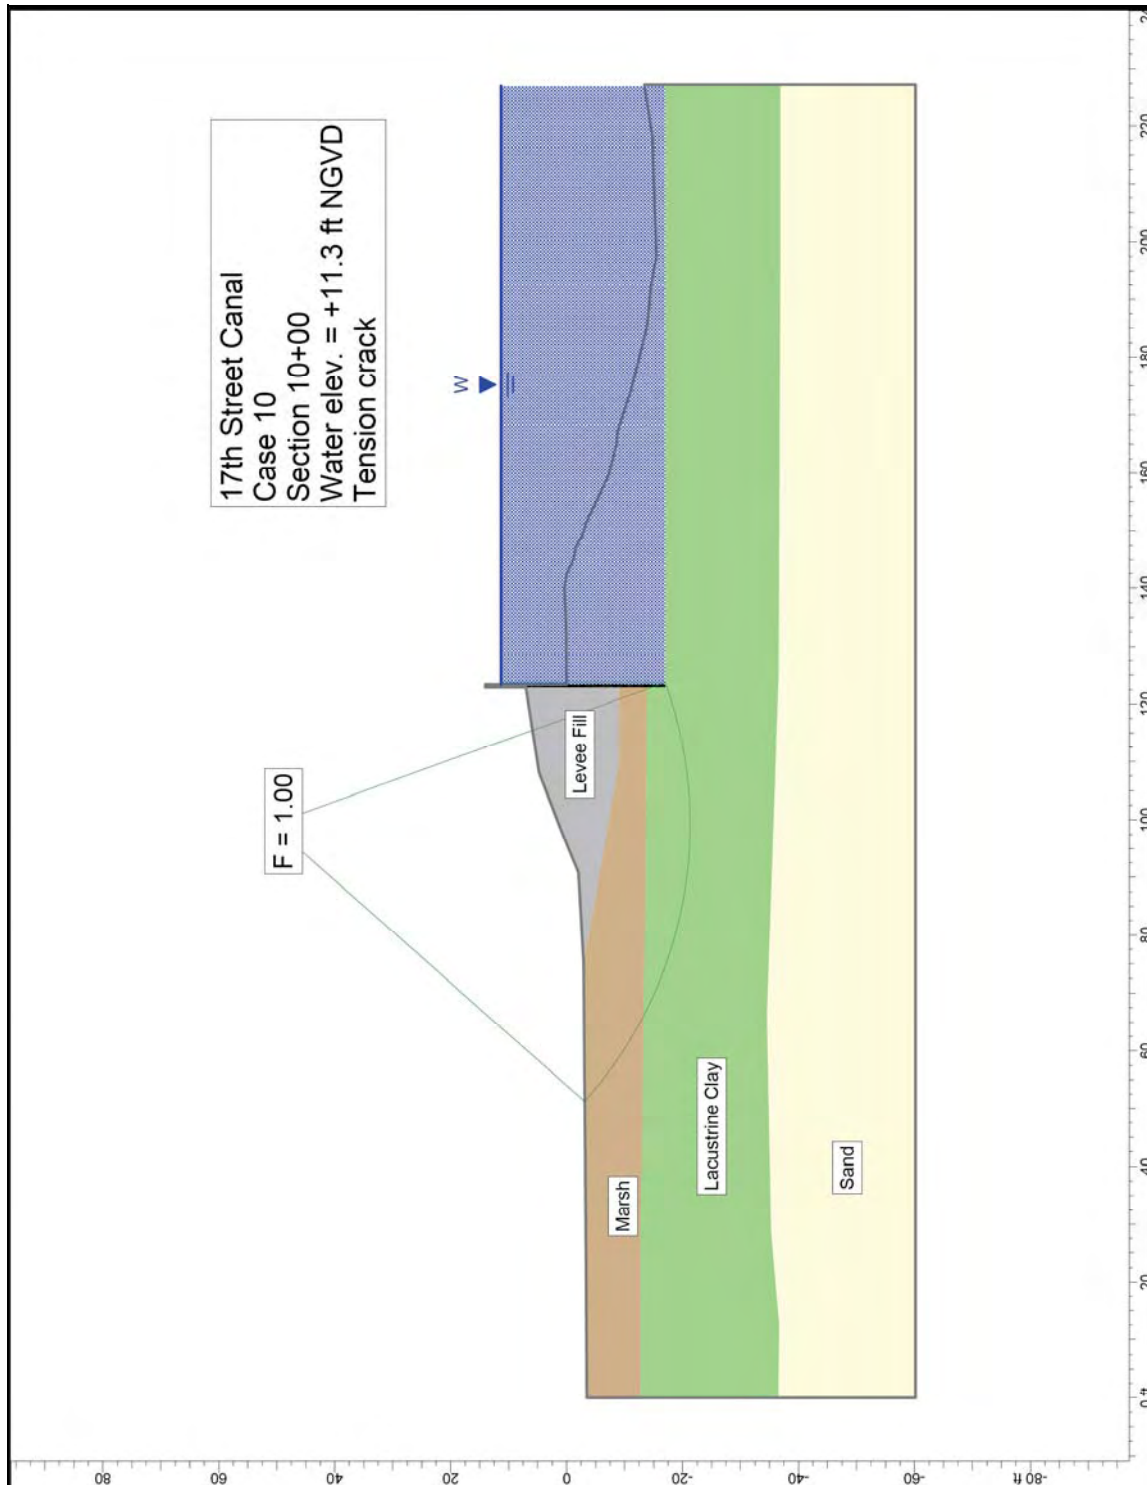 17th Street Canal
Case 10
Section 10+00
Water elev. = +11.3 ft NGVD
Tension crack
W
F = 1.00
Levee Fill
Marsh
Lacustrine Clay
Sand
80
60
40
20
0
-20
-40
-60
-80 ft
0 ft
20
40
60
80
100
120
140
160
180
200
220